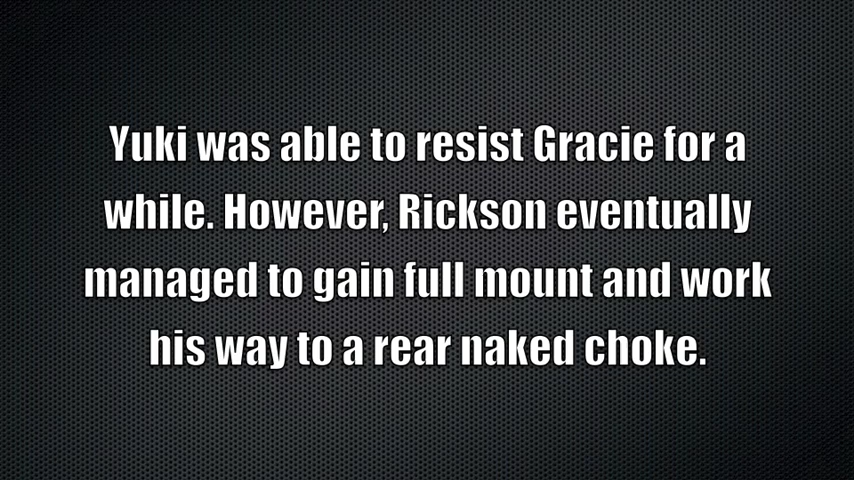 Yuki was able to resist Gracie for a
while. However, Rickson eventually
managed to gain full mount and work
his way to a rear naked choke.